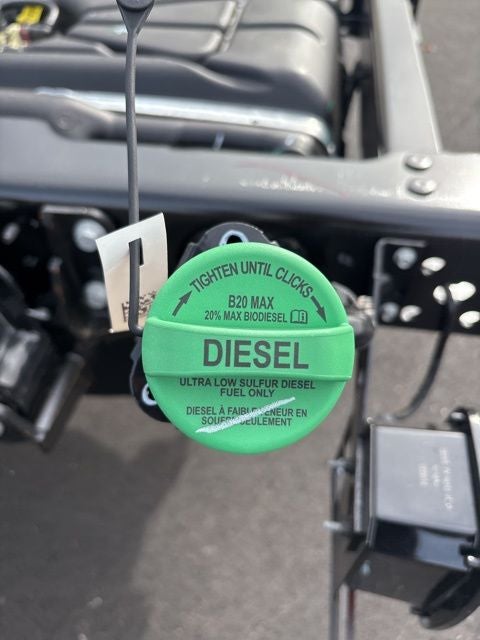 TIGHTEN UNTIL CLICKS
B20 MAX
20% MAX BIODIESEL
DIESEL
ULTRA LOW SULFUR DIESEL
FUEL ONLY
DIESEL À FAIBLE TENEUR EN
SOUFRE SEULEMENT